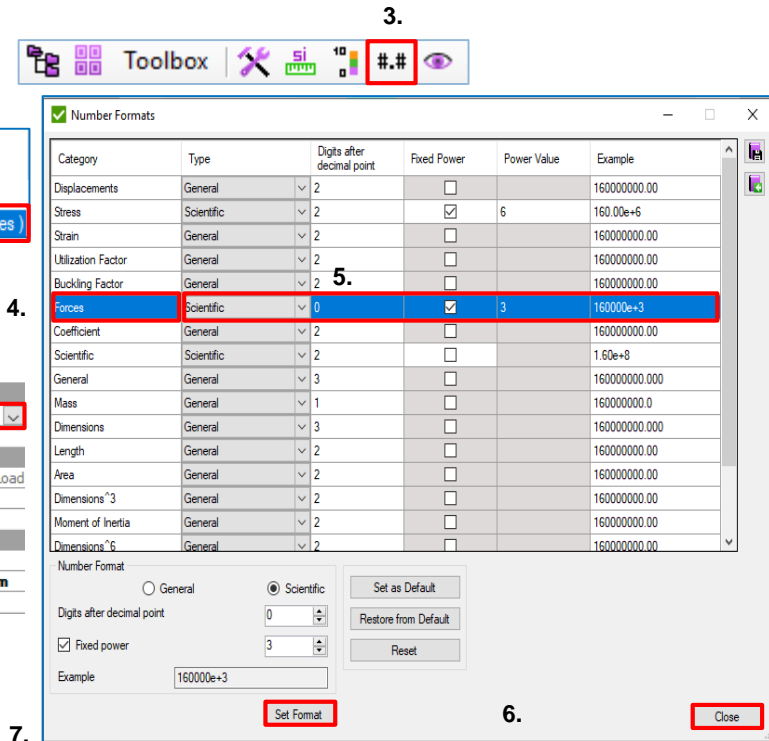 3.
Toolbox si 10 0 #.#
Number Formats
Category Type Digits after decimal point Fixed Power Power Value Example
Displacements General 2 160000000.00
Stress Scientific 2 6 160.00e+6
es )
Strain General 2 160000000.00
Utilization Factor General 2 160000000.00
Buckling Factor General 2 160000000.00
5.
4.
Forces Scientific 0 3 160000e+3
Coefficient General 2 160000000.00
Scientific Scientific 2 1.60e+8
General General 3 160000000.000
Mass General 1 160000000.0
Dimensions General 3 160000000.000
Length General 2 160000000.00
oad
Area General 2 160000000.00
Dimensions^3 General 2 160000000.00
Moment of Inertia General 2 160000000.00
Dimensions^6 General 2 160000000.00
Number Format
General Scientific Set as Default
m
Digits after decimal point 0 Restore from Default
Fixed power 3 Reset
Example 160000e+3
Set Format 6. Close
7.